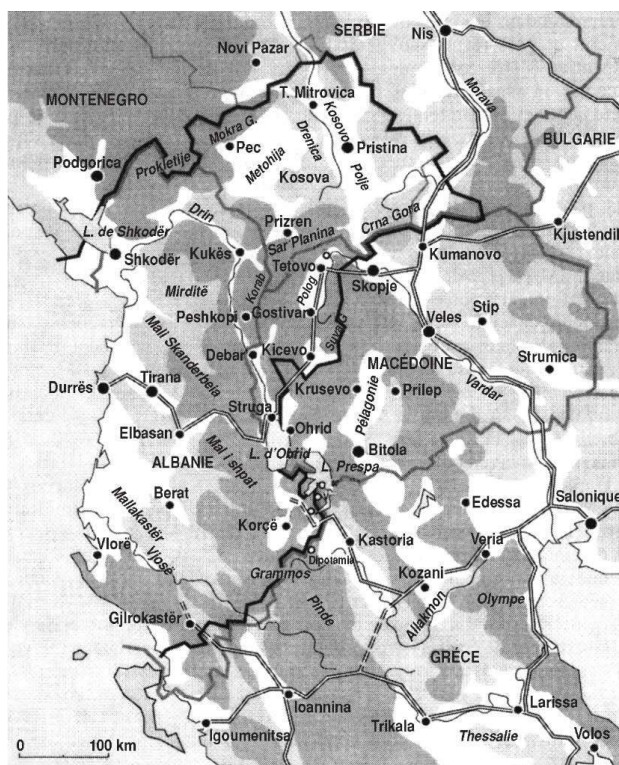 SERBIE
Nis
Novi Pazar
MONTENEGRO
T. Mitrovica
Morava
Mokra G.
Kosovo
Polje
Drenica
BULGARIE
Pec
Metohija
Pristina
Prokletije
Podgorica
Kosova
Drin
Crna Gora
L. de Shkodër
Prizren
Kjustendil
Sar Planina
Shkodër
Kukës
Kumanovo
Tetovo
Skopje
Mirditë
Korab
Polog
Peshkopi
Gostivar
Stip
Veles
Suva G.
Mali Skanderbeia
Debar
Kicevo
MACÉDOINE
Strumica
Durrës
Tirana
Krusevo
Pélagonie
Prilep
Vardar
Struga
Ohrid
Elbasan
Mal i shpat
L. d'Ohrid
Bitola
ALBANIE
L. Prespa
Mallakastër
Berat
Edessa
Salonique
Korçë
Kastoria
Veria
Vlorë
Vjosë
Dipotamia
Grammos
Kozani
Allakmon
Olympe
Gjlrokastër
Pinde
GRÉCE
Ioannina
Larissa
Igoumenitsa
Trikala
Thessalie
Volos
0 100 km